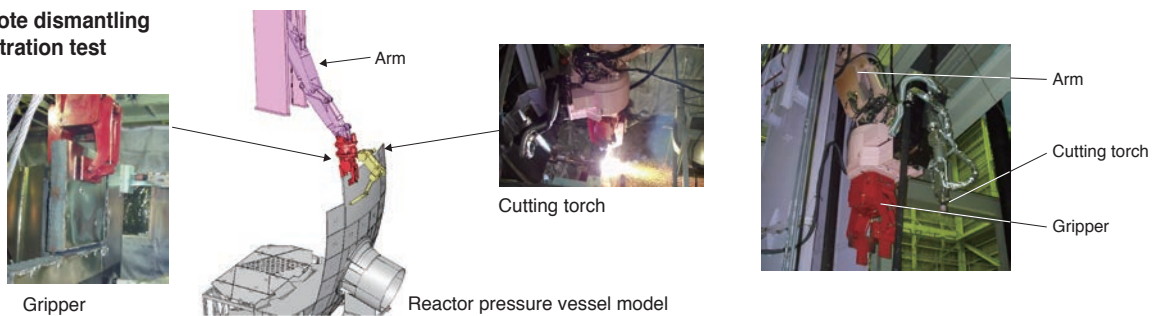 ote dismantling
tration test
Arm
Gripper
Cutting torch
Reactor pressure vessel model
Arm
Cutting torch
Gripper